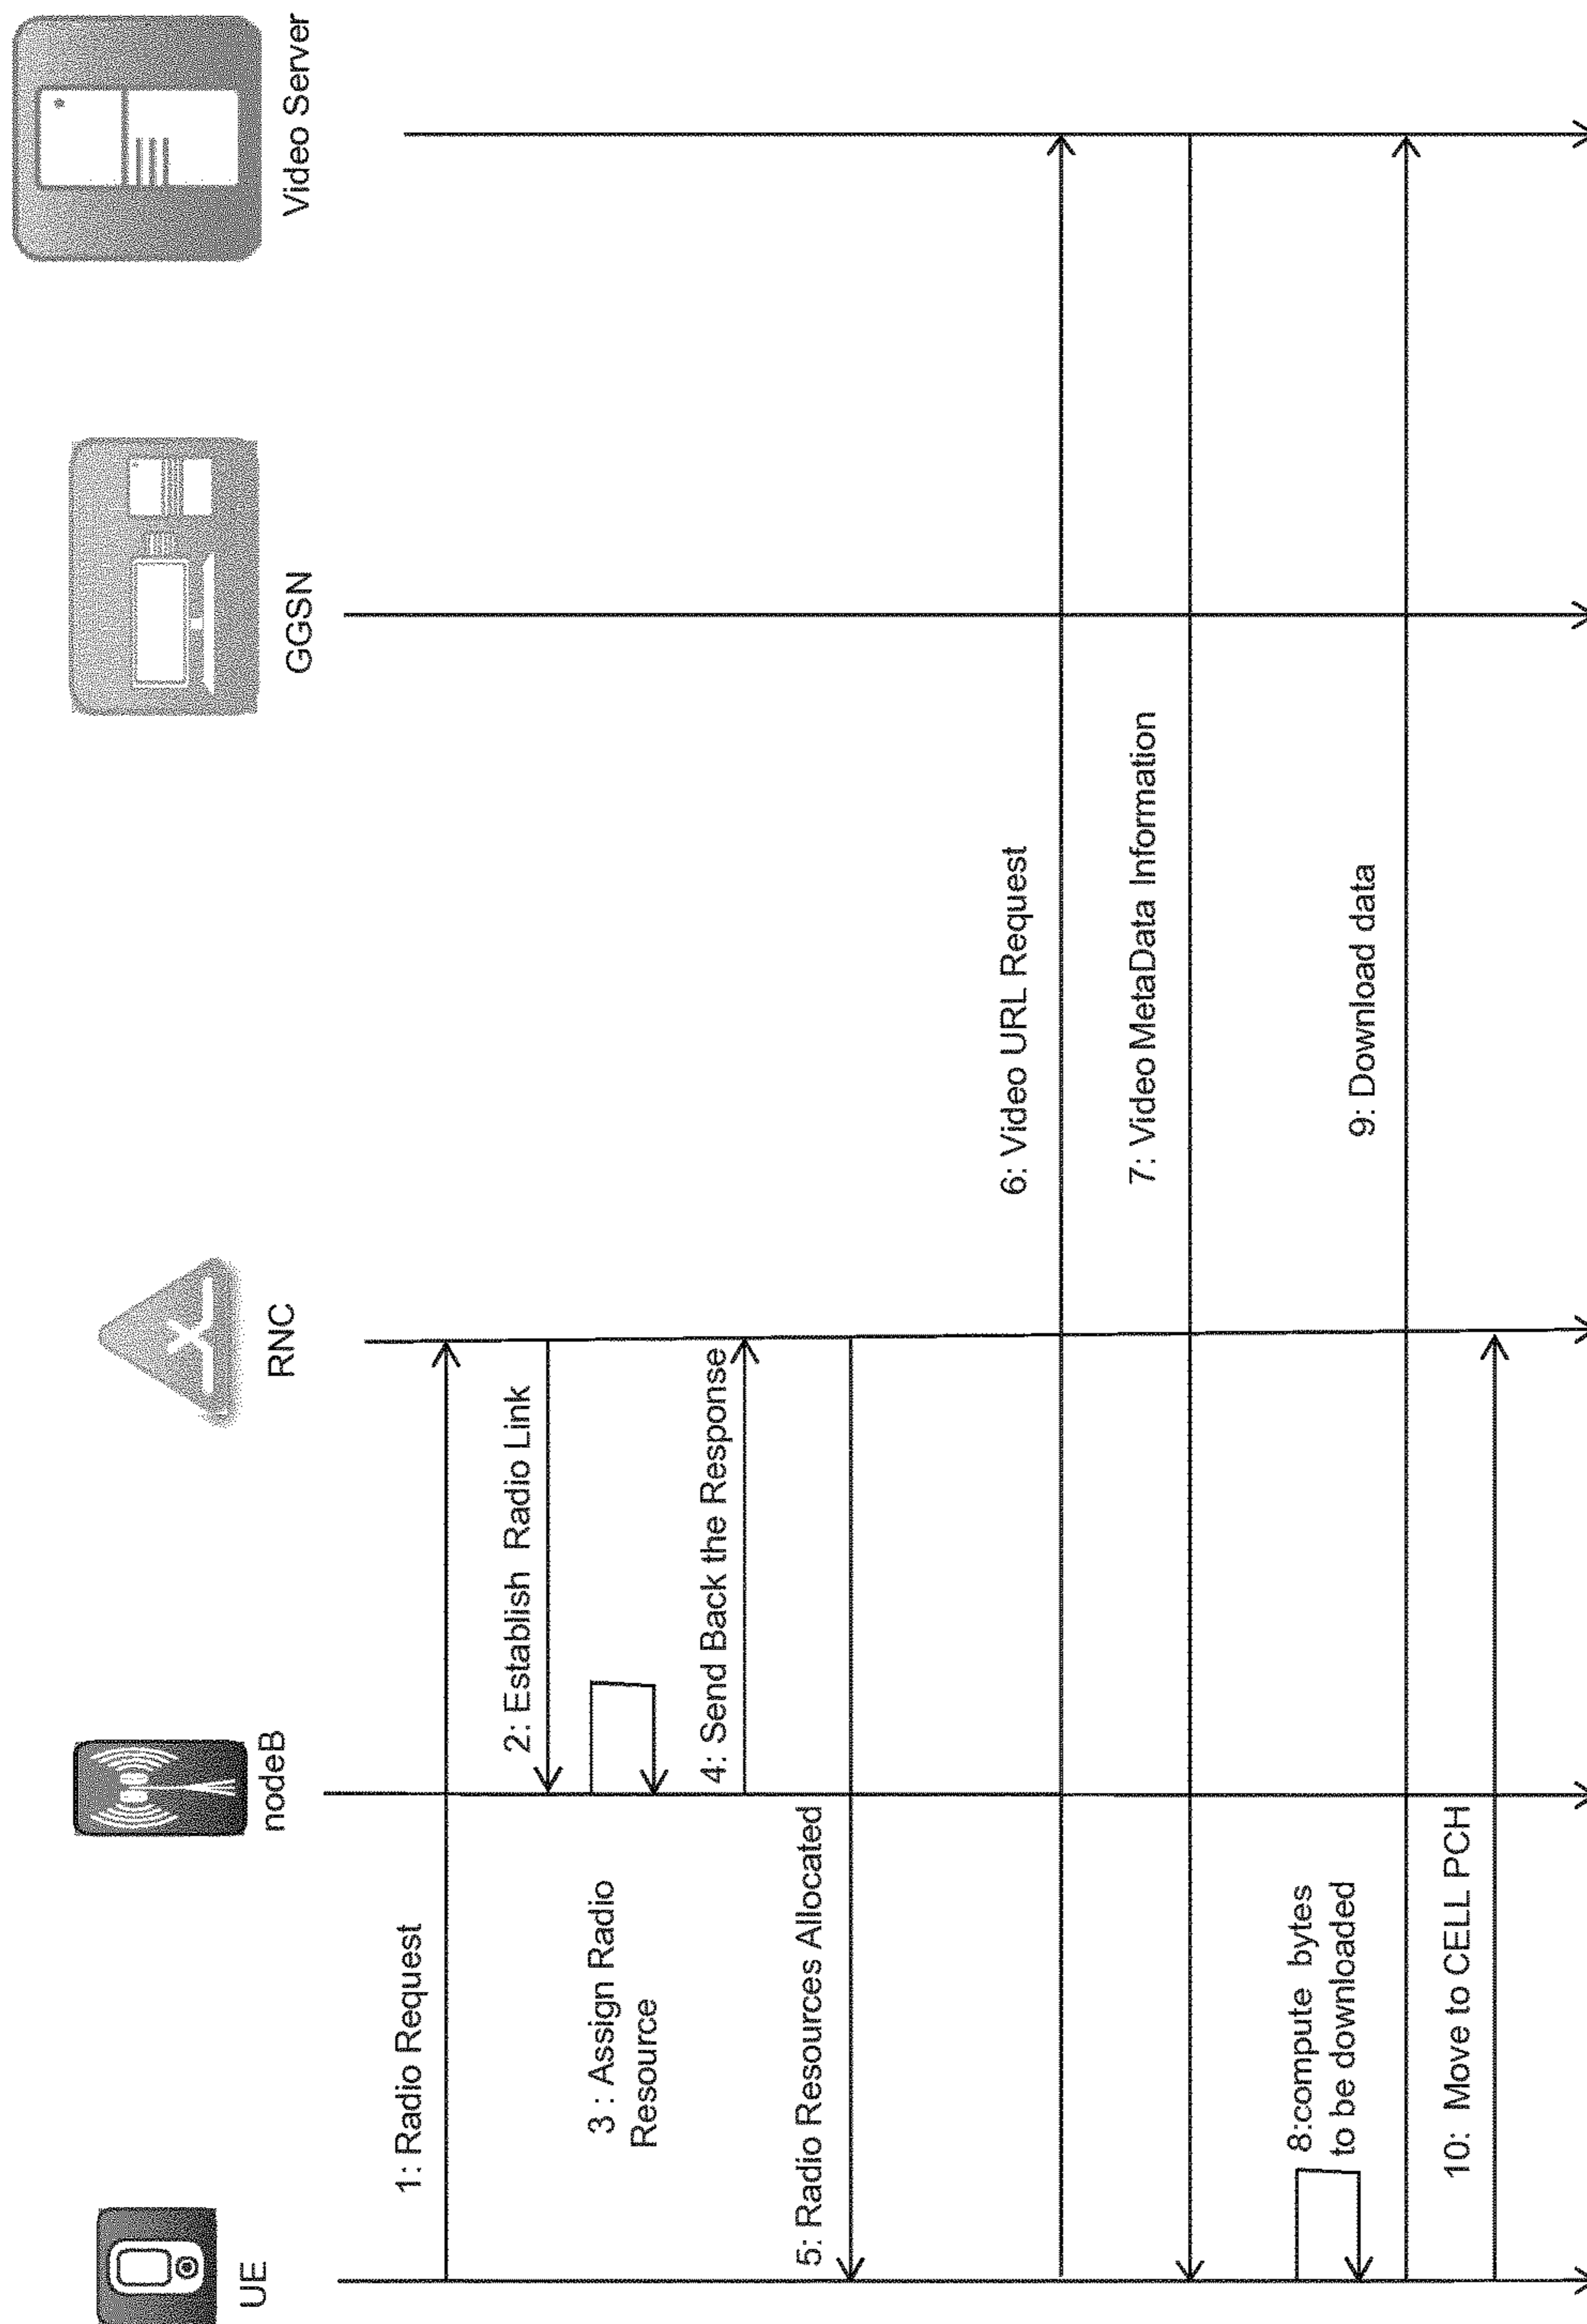 UE
nodeB
RNC
GGSN
Video Server
1: Radio Request
2: Establish Radio Link
3 : Assign Radio
Resource
4: Send Back the Response
5: Radio Resources Allocated
6: Video URL Request
7: Video MetaData Information
8:compute bytes
to be downloaded
9: Download data
10: Move to CELL PCH